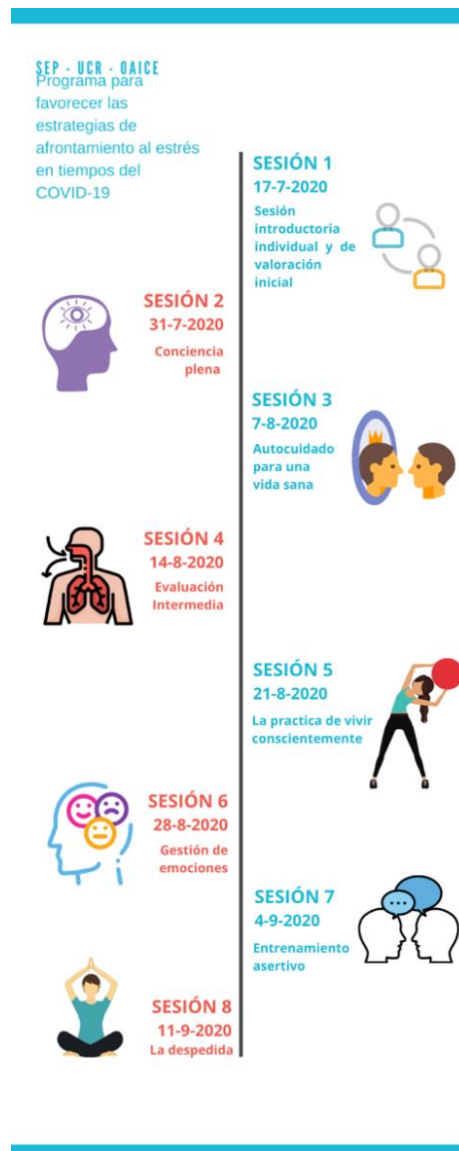 SEP - UCR - OAICE
Programa para
favorecer las
estrategias de
afrontamiento al estrés
en tiempos del
COVID-19
SESIÓN 1
17-7-2020
Sesión
introductoria
individual y de
valoración
inicial
SESIÓN 2
31-7-2020
Conciencia
plena
SESIÓN 3
7-8-2020
Autocuidado
para una
vida sana
SESIÓN 4
14-8-2020
Evaluación
Intermedia
SESIÓN 5
21-8-2020
La practica de vivir
conscientemente
SESIÓN 6
28-8-2020
Gestión de
emociones
SESIÓN 7
4-9-2020
Entrenamiento
asertivo
SESIÓN 8
11-9-2020
La despedida